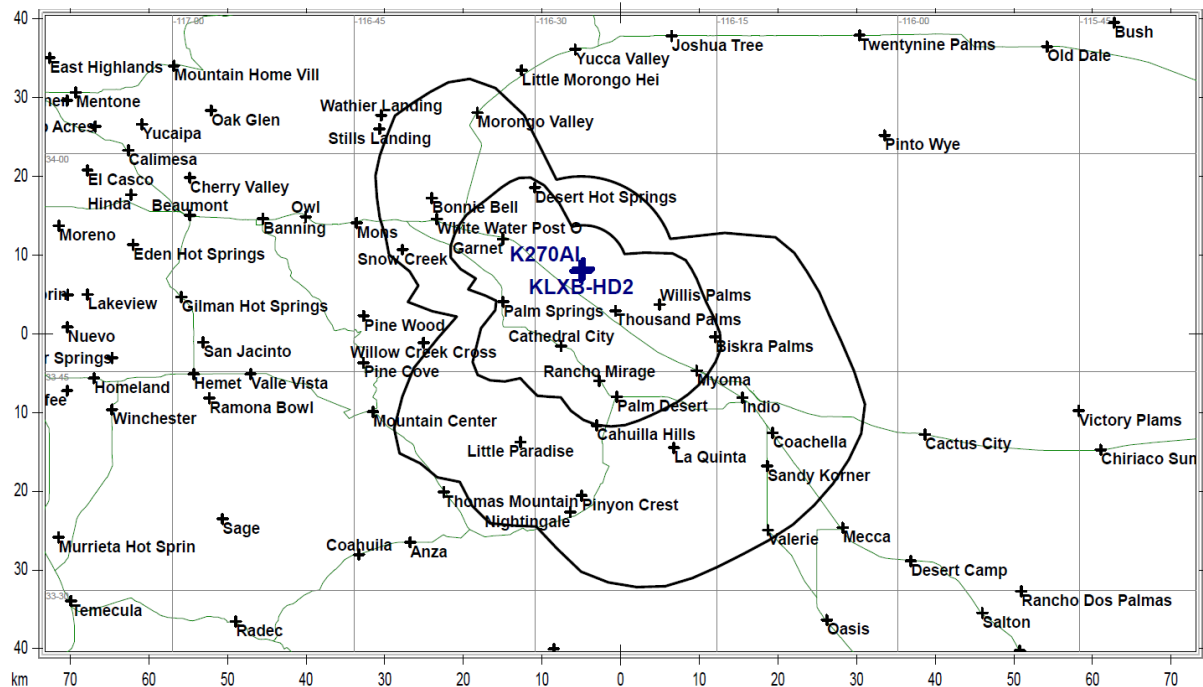 40
-117-00
-116-45
-116-30
-116-15
-116-00
-115-45
Bush
Joshua Tree
Twentynine Palms
Old Dale
Yucca Valley
East Highlands
Mountain Home Vill
Little Morongo Hei
30
Mentone
Wathier Landing
Oak Glen
Morongo Valley
Acres
Yucaipa
Stills Landing
Pinto Wye
Calimesa
34-00
20
El Casco
Cherry Valley
Desert Hot Springs
Hinda
Beaumont
Owl
Bonnie Bell
Moreno
Banning
Mons
White Water Post O
10
Eden Hot Springs
Snow Creek
Garnet
K270AI
KLXB-HD2
Lakeview
Gilman Hot Springs
Palm Springs
Willis Palms
Thousand Palms
0
Nuevo
Pine Wood
Cathedral City
Biskra Palms
Springs
San Jacinto
Willow Creek Cross
Pine Cove
Rancho Mirage
Myoma
33-45
Homeland
Hemet
Valle Vista
Ramona Bowl
Palm Desert
Indio
10
Winchester
Mountain Center
Cahuilla Hills
Victory Plams
Little Paradise
La Quinta
Coachella
Cactus City
Chiriaco Sum
Sandy Korner
20
Thomas Mountain
Pinyon Crest
Sage
Nightingale
Murrieta Hot Sprin
Coahuila
Anza
Valerie
Mecca
30
Desert Camp
33-30
Temecula
Rancho Dos Palmas
Radec
Oasis
Salton
40
km
70
60
50
40
30
20
10
0
10
20
30
40
50
60
70